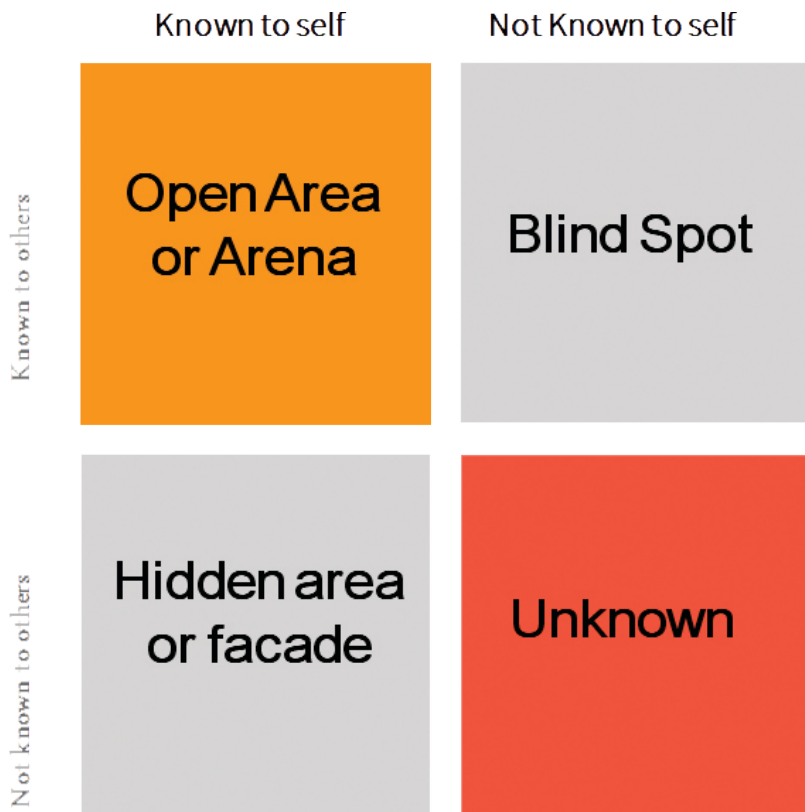 Known to self
Not Known to self
Known to others
Open Area
or Arena
Blind Spot
Not known to others
Hidden area
or facade
Unknown